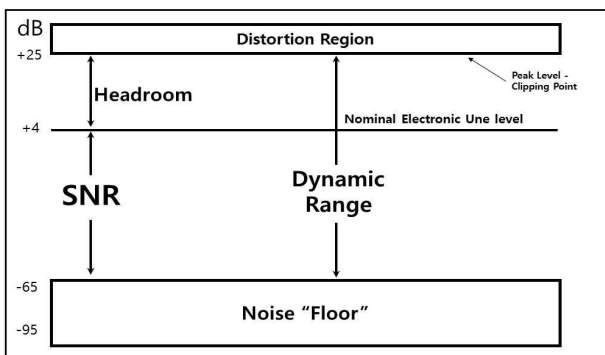 dB
Distortion Region
+25
Peak Level -
Clipping Point
Headroom
Nominal Electronic Une level
+4
SNR
Dynamic
Range
-65
Noise “Floor”
-95